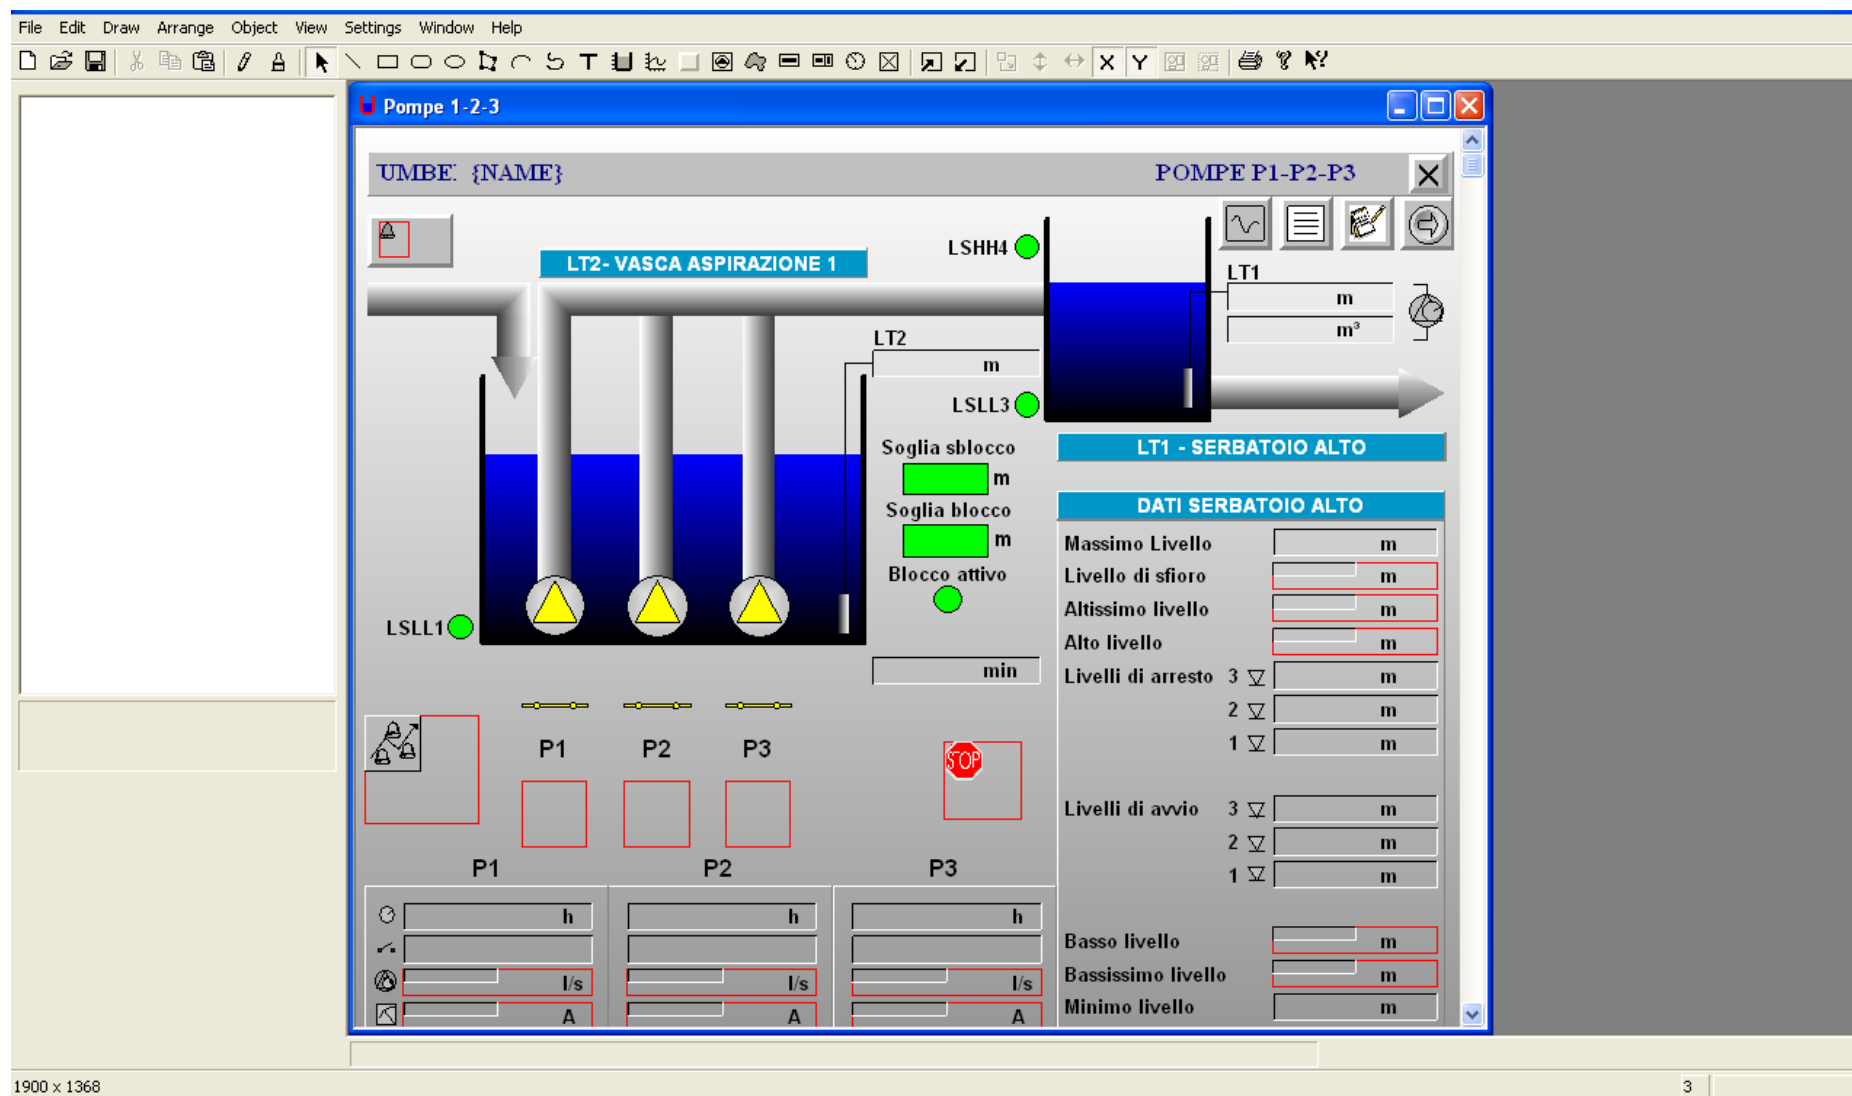 File Edit Draw Arrange Object View Settings Window Help
Pompe 1-2-3
UMBE {NAME}
POMPE P1-P2-P3
LSHH4
LT2- VASCA ASPIRAZIONE 1
LT1
m
m³
LT2
m
LSLL3
Soglia sblocco
m
Soglia blocco
m
Blocco attivo
LSLL1
min
LT1 - SERBATOIO ALTO
DATI SERBATOIO ALTO
Massimo Livello m
Livello di sfioro m
Altissimo livello m
Alto livello m
Livelli di arresto 3 m
2 m
1 m
Livelli di avvio 3 m
2 m
1 m
Basso livello m
Bassissimo livello m
Minimo livello m
P1 P2 P3
STOP
P1 P2 P3
h h h
l/s l/s l/s
A A A
1900 x 1368
3